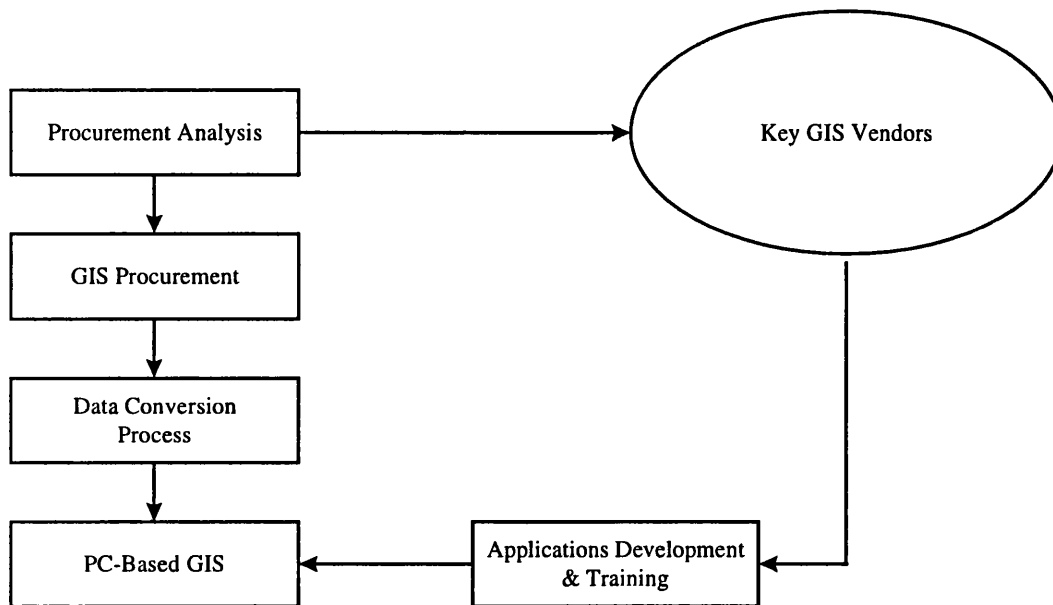 Procurement Analysis
Key GIS Vendors
GIS Procurement
Data Conversion
Process
PC-Based GIS
Applications Development
& Training